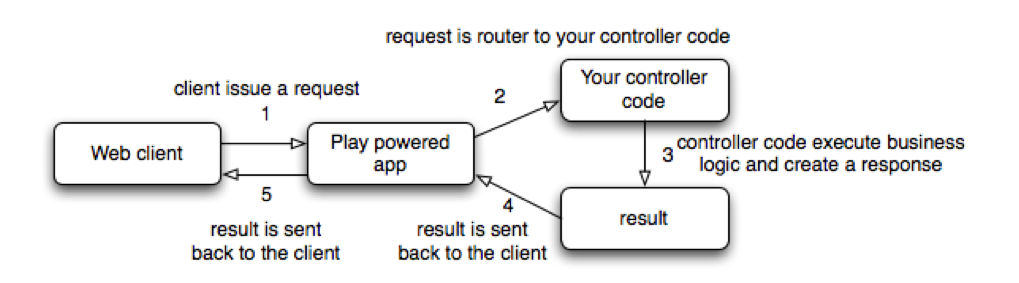 request is router to your controller code
client issue a request
1
2
Your controller
code
Web client
Play powered
app
3
controller code execute business
logic and create a response
5
4
result
result is sent
back to the client
result is sent
back to the client